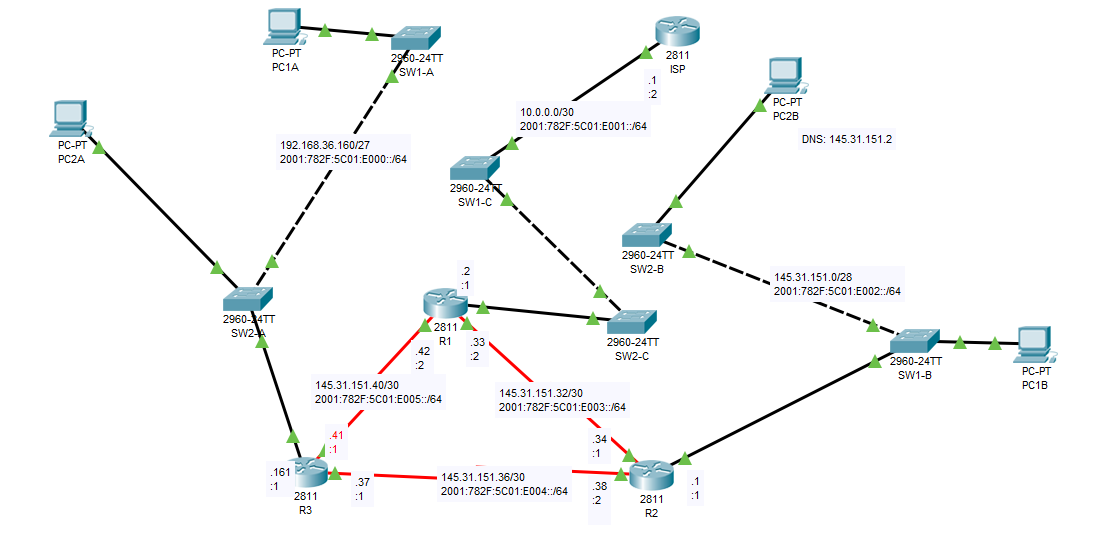 PC-PT
PC1A
2960-24TT
SW1-A
2811
ISP
.1
:2
PC-PT
PC2B
10.0.0.0/30
2001:782F:5C01:E001::/64
DNS: 145.31.151.2
PC-PT
PC2A
192.168.36.160/27
2001:782F:5C01:E000::/64
2960-24TT
SW1-C
2960-24TT
SW2-B
145.31.151.0/28
2001:782F:5C01:E002::/64
.2
:1
2960-24TT
SW2-A
2811
R1
2960-24TT
SW2-C
.42
:2
.33
:2
2960-24TT
SW1-B
PC-PT
PC1B
145.31.151.40/30
2001:782F:5C01:E005::/64
145.31.151.32/30
2001:782F:5C01:E003::/64
.41
:1
.34
:1
.161
:1
.37
:1
145.31.151.36/30
2001:782F:5C01:E004::/64
.38
:2
.1
:1
2811
R3
2811
R2